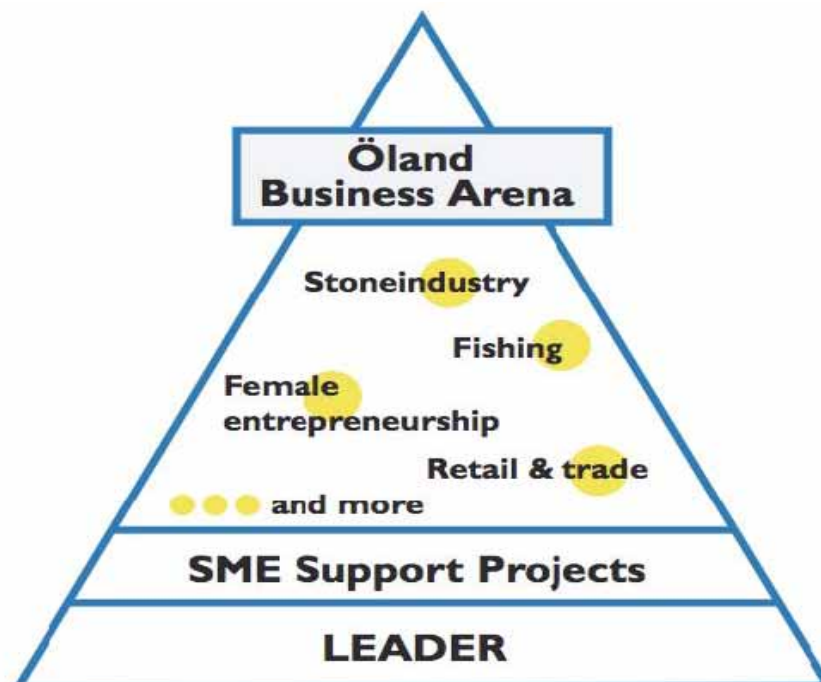 Öland
Business Arena
Stoneindustry
Fishing
Female
entrepreneurship
Retail & trade
and more
SME Support Projects
LEADER